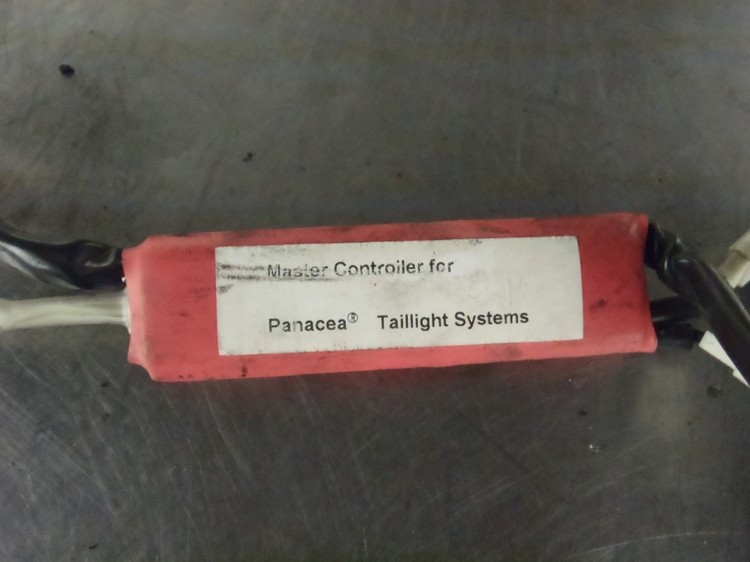 Master Controller for
Panacea® Taillight Systems